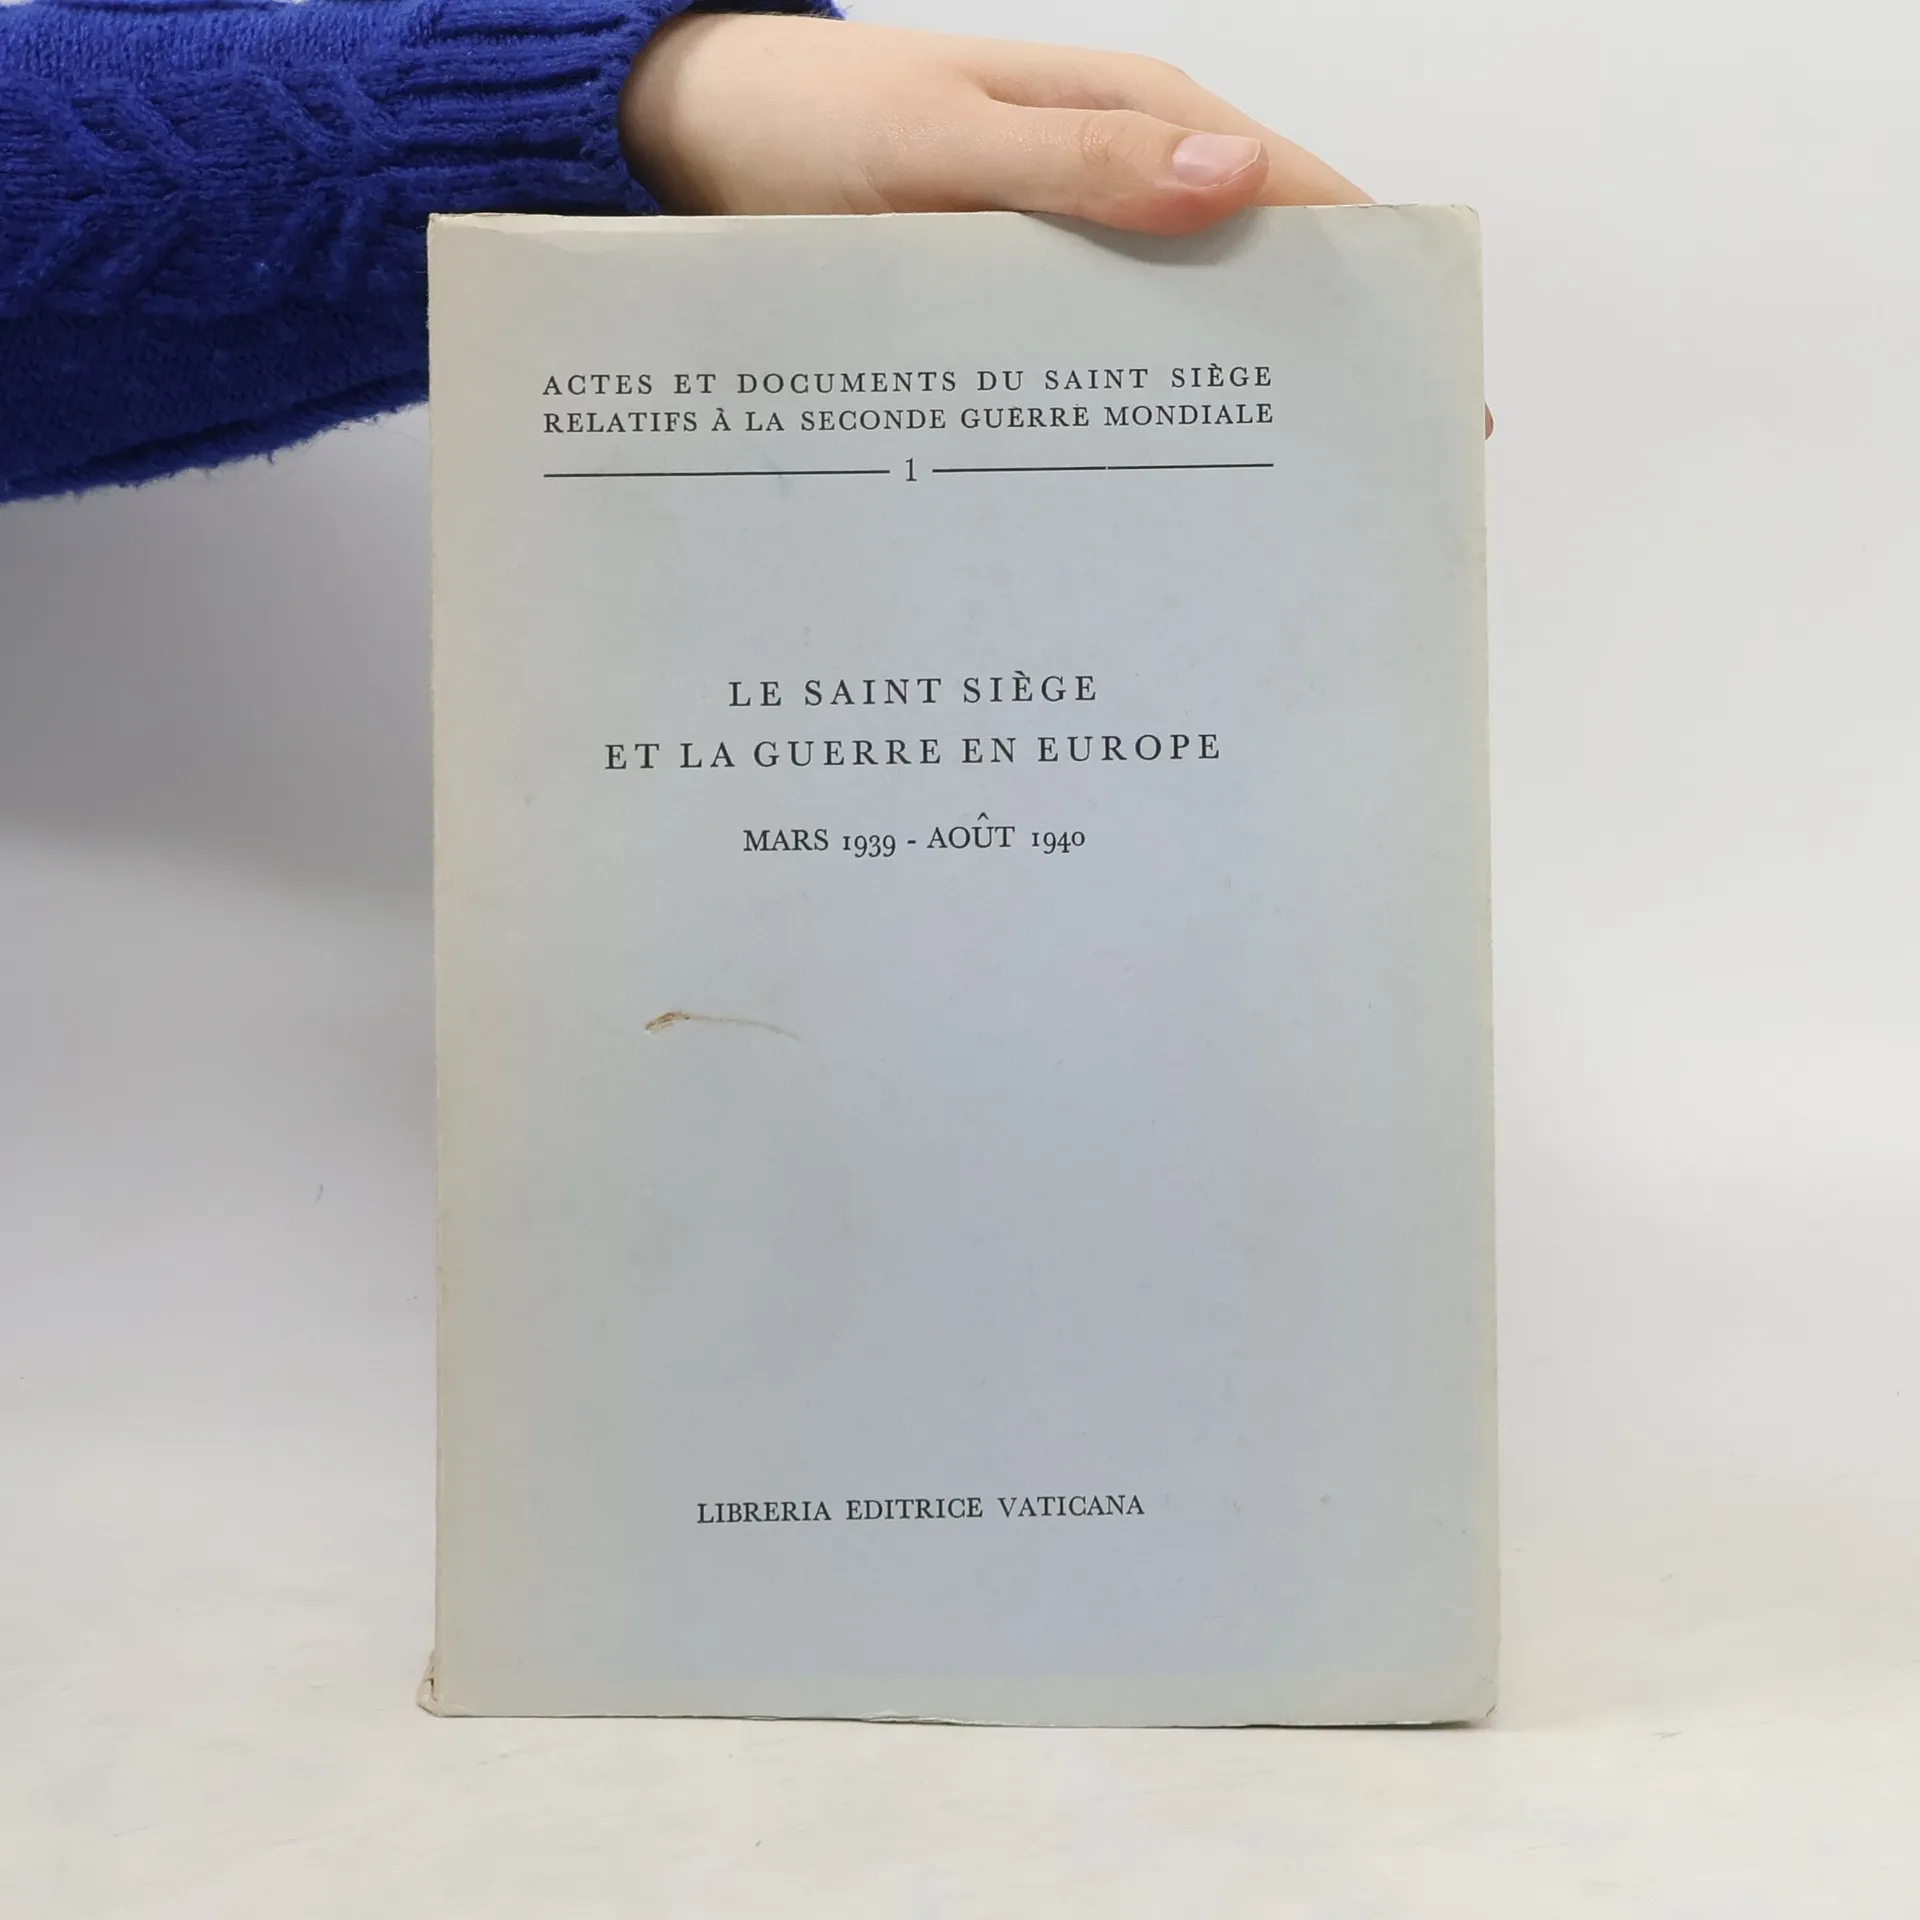 ACTES ET DOCUMENTS DU SAINT SIÈGE
RELATIFS À LA SECONDE GUERRE MONDIALE
1
LE SAINT SIÈGE
ET LA GUERRE EN EUROPE
MARS 1939 - AOÛT 1940
LIBRERIA EDITRICE VATICANA